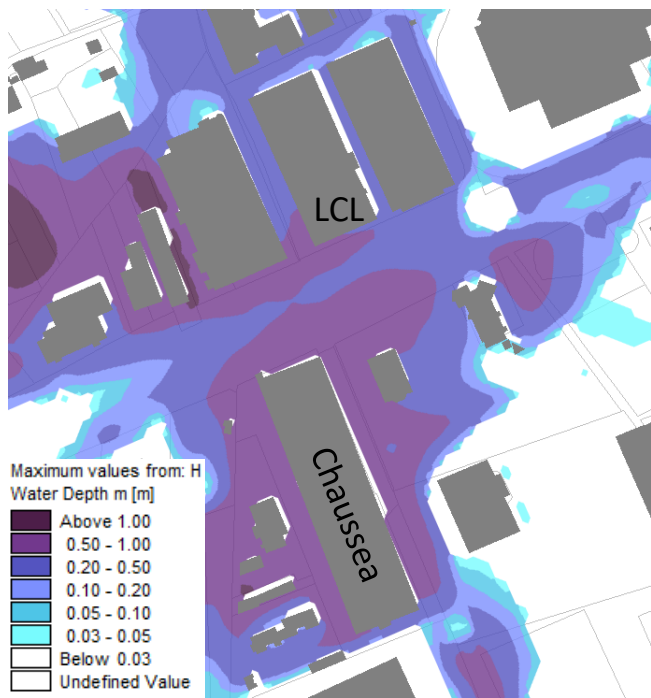 LCL
Chaussea
Maximum values from: H
Water Depth m [m]
Above 1.00
0.50 - 1.00
0.20 - 0.50
0.10 - 0.20
0.05 - 0.10
0.03 - 0.05
Below 0.03
Undefined Value